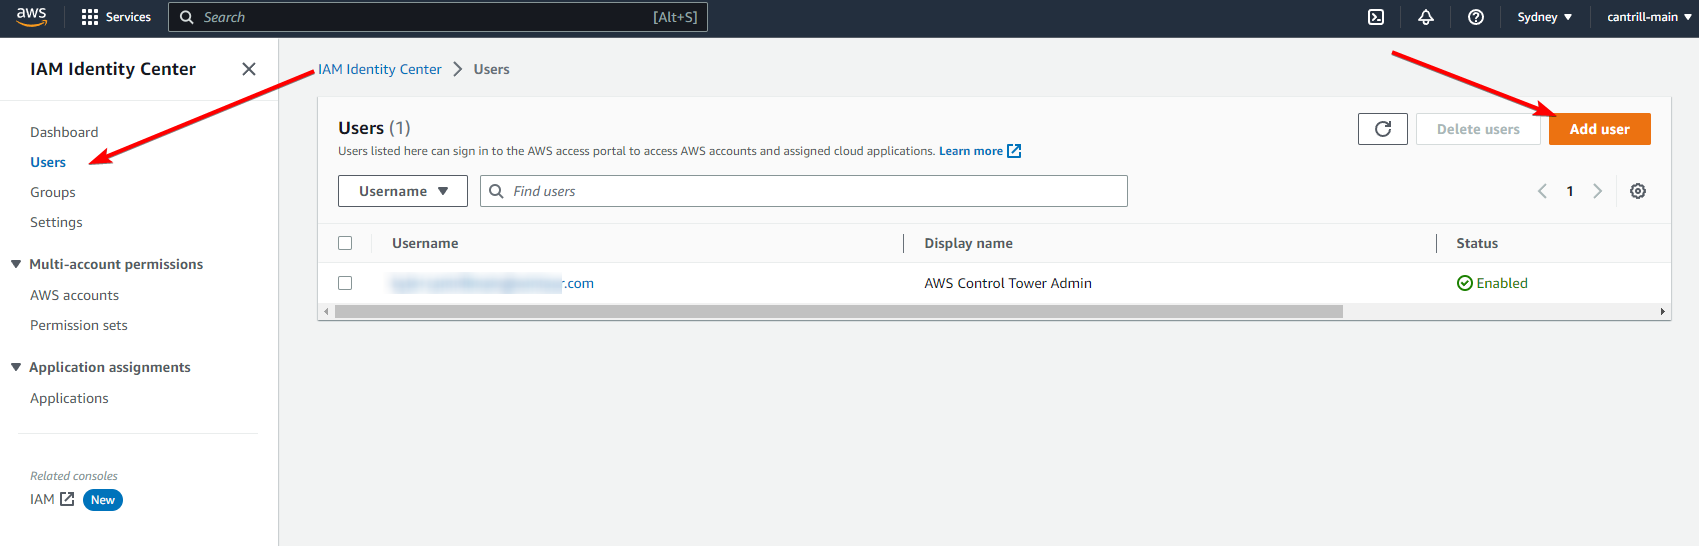 aws Services Search [Alt+S] Sydney cantrill-main
IAM Identity Center
Dashboard
Users
Groups
Settings
Multi-account permissions
AWS accounts
Permission sets
Application assignments
Applications
Related consoles
IAM New
IAM Identity Center > Users
Users (1)
Users listed here can sign in to the AWS access portal to access AWS accounts and assigned cloud applications. Learn more
Delete users
Add user
Username
Find users
1
Username Display name Status
.com AWS Control Tower Admin Enabled